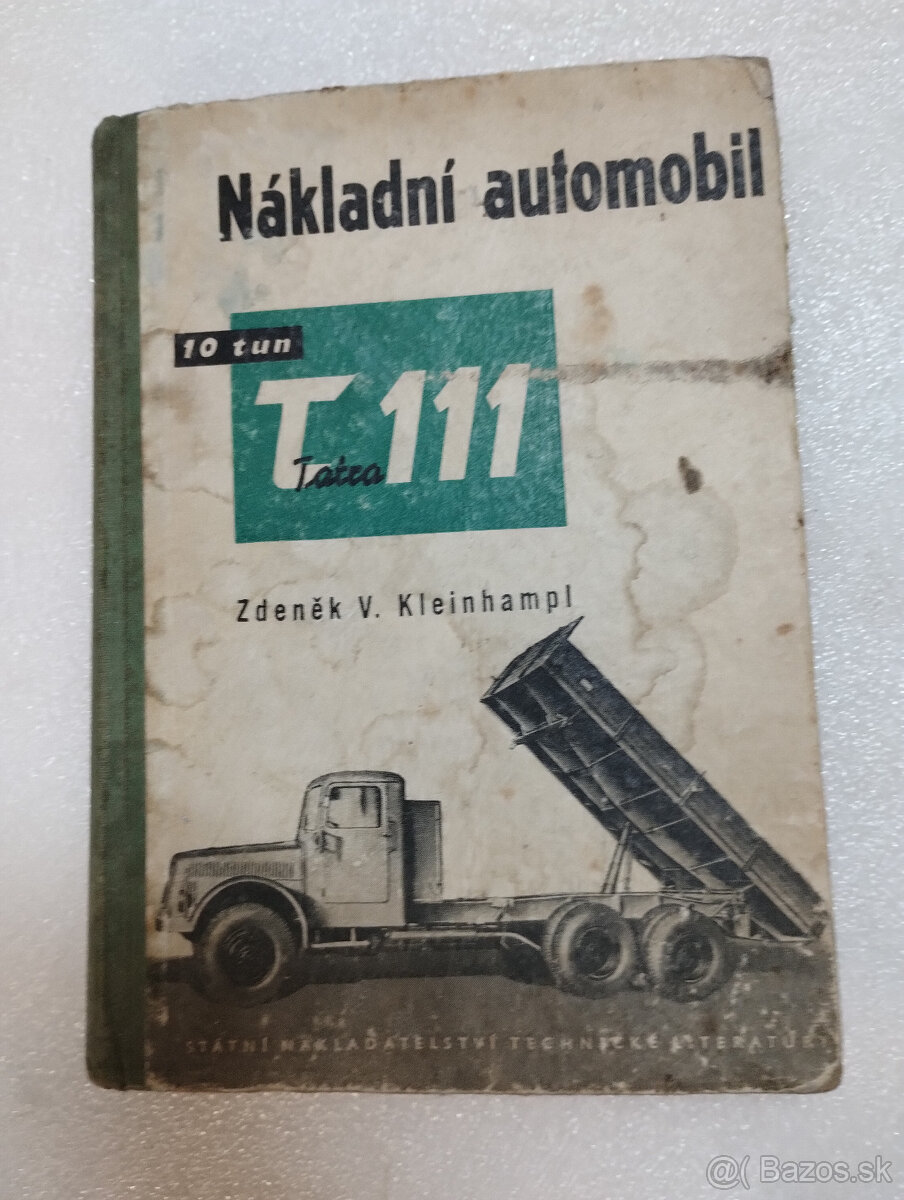 Nákladní automobil
10 tun
T 111
Tatra
Zdeněk V. Kleinhampl
STÁTNÍ NAKLADATELSTVÍ TECHNICKÉ LITERATURY
@( Bazos.sk